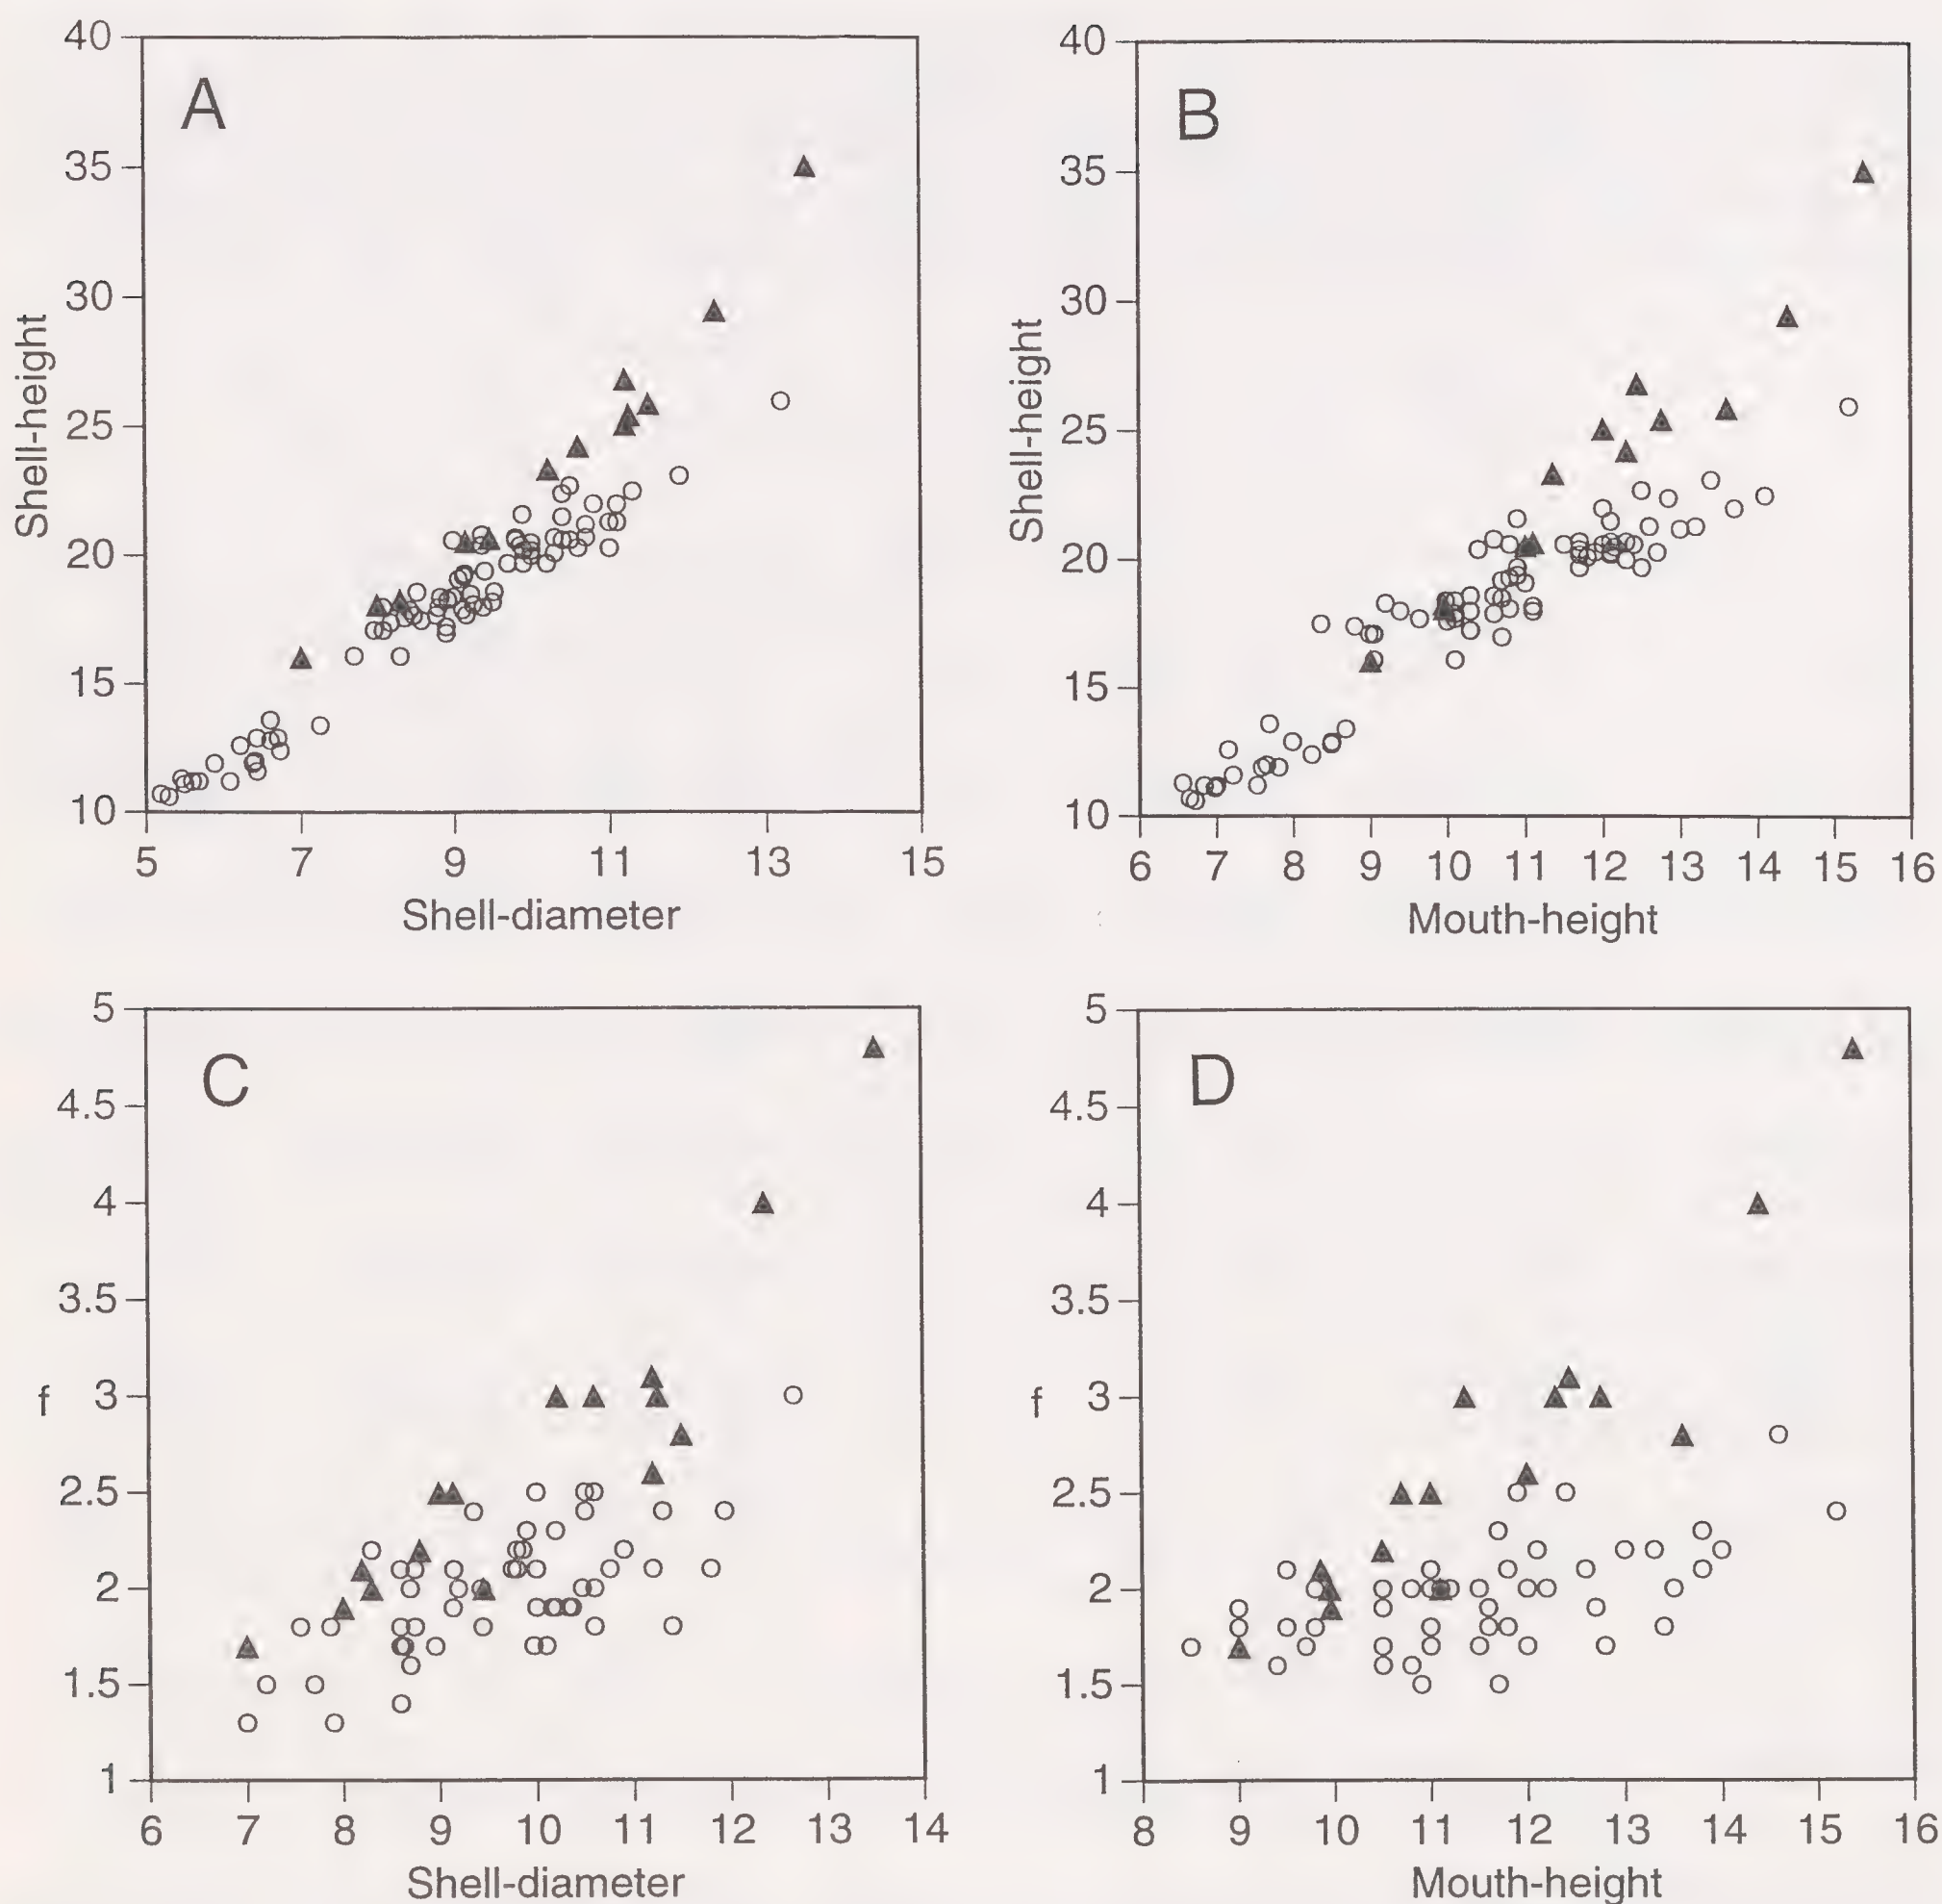 A
40
35
30
25
20
15
10
Shell-height
5 7 9 11 13 15
Shell-diameter
B
40
35
30
25
20
15
10
Shell-height
6 7 8 9 10 11 12 13 14 15 16
Mouth-height
C
5
4.5
4
3.5
f 3
2.5
2
1.5
1
6 7 8 9 10 11 12 13 14
Shell-diameter
D
5
4.5
4
3.5
f 3
2.5
2
1.5
1
8 9 10 11 12 13 14 15 16
Mouth-height